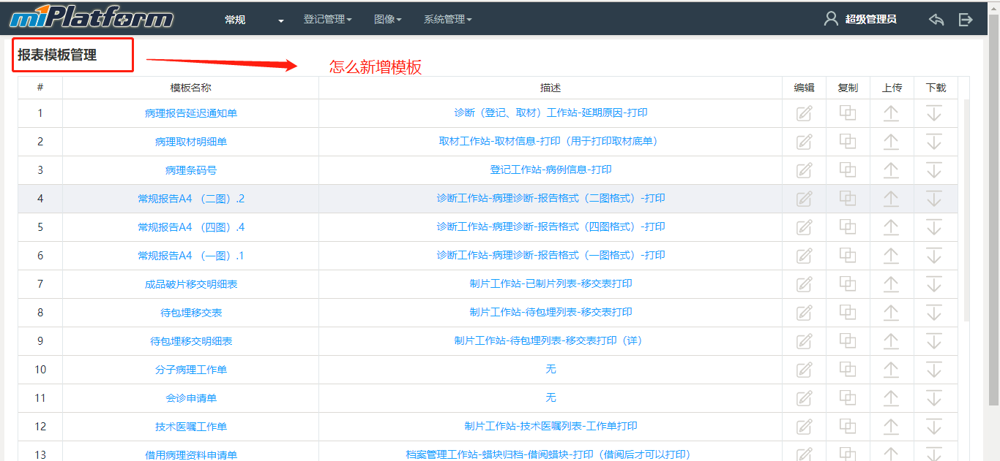 miPlatform 常规 登记管理 图像 系统管理 超级管理员
报表模板管理
怎么新增模板
# 模板名称 描述 编辑 复制 上传 下载
1 病理报告延迟通知单 诊断（登记、取材）工作站-延期原因-打印
2 病理取材明细单 取材工作站-取材信息-打印（用于打印取材底单）
3 病理条码号 登记工作站-病例信息-打印
4 常规报告A4 （二图）.2 诊断工作站-病理诊断-报告格式（二图格式）-打印
5 常规报告A4 （四图）.4 诊断工作站-病理诊断-报告格式（四图格式）-打印
6 常规报告A4 （一图）.1 诊断工作站-病理诊断-报告格式（一图格式）-打印
7 成品破片移交明细表 制片工作站-已制片列表-移交表打印
8 待包埋移交表 制片工作站-待包埋列表-移交表打印
9 待包埋移交明细表 制片工作站-待包埋列表-移交表打印（详）
10 分子病理工作单 无
11 会诊申请单 无
12 技术医嘱工作单 制片工作站-技术医嘱列表-工作单打印
13 借用病理资料申请单 档案管理工作站-蜡块归档-借阅蜡块-打印（借阅后才可以打印）